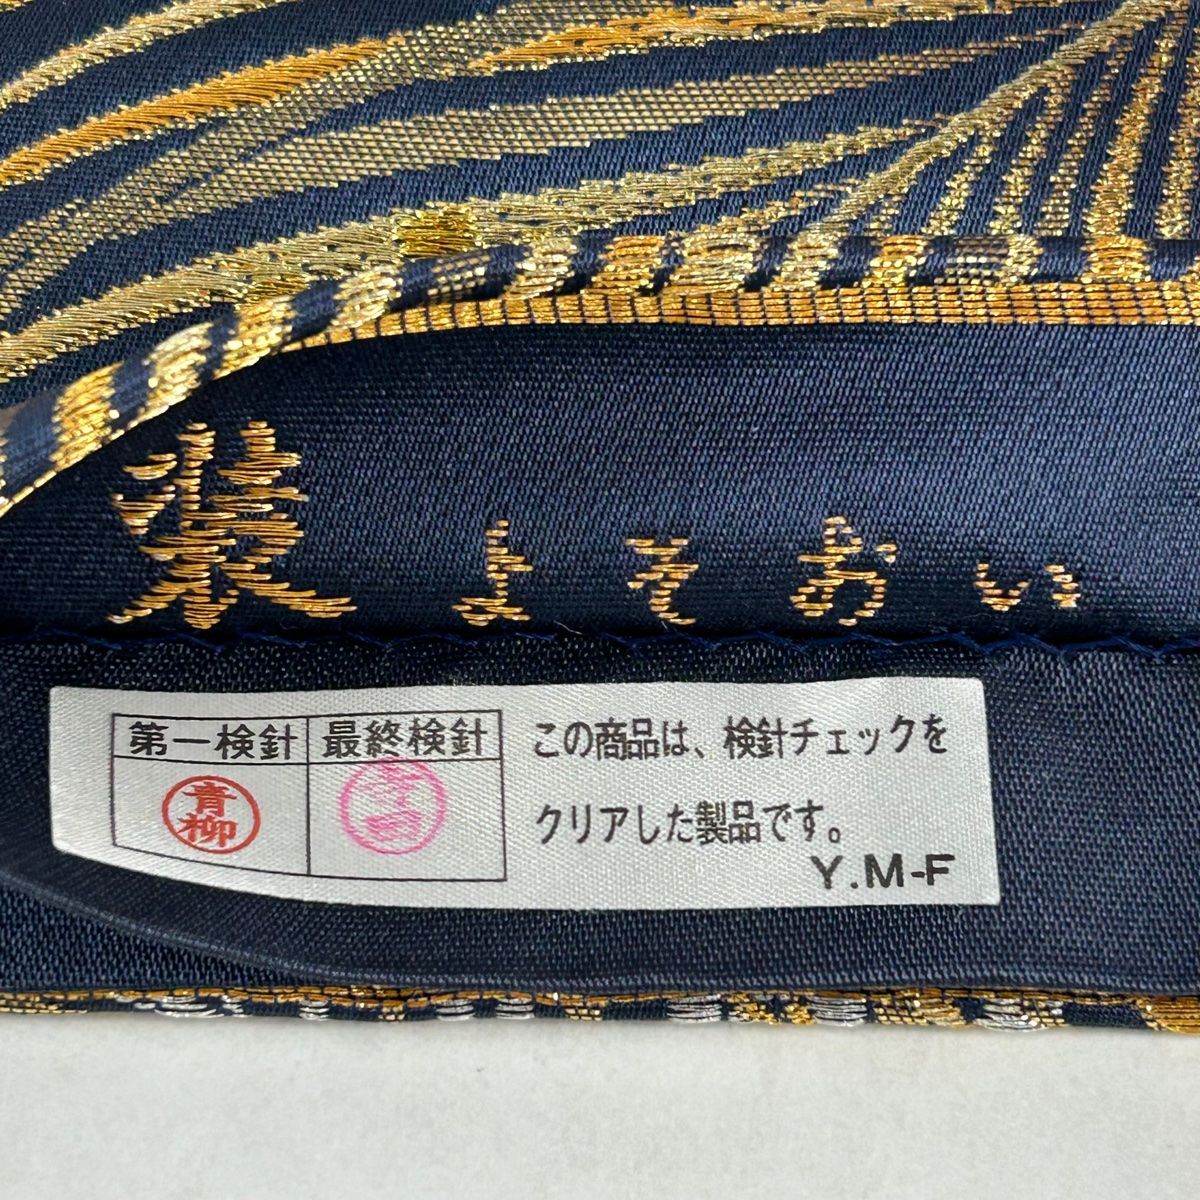 装 よそおい
第一検針 最終検針
青柳
この商品は、検針チェックを
クリアした製品です。
Y.M-F